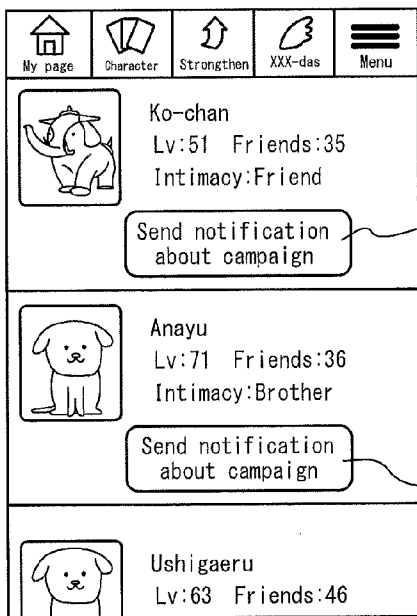 My page Character Strongthen XXX-das Menu
Ko-chan
Lv:51 Friends:35
Intimacy:Friend
Send notification
about campaign
Anayu
Lv:71 Friends:36
Intimacy:Brother
Send notification
about campaign
Ushigaeru
Lv:63 Friends:46